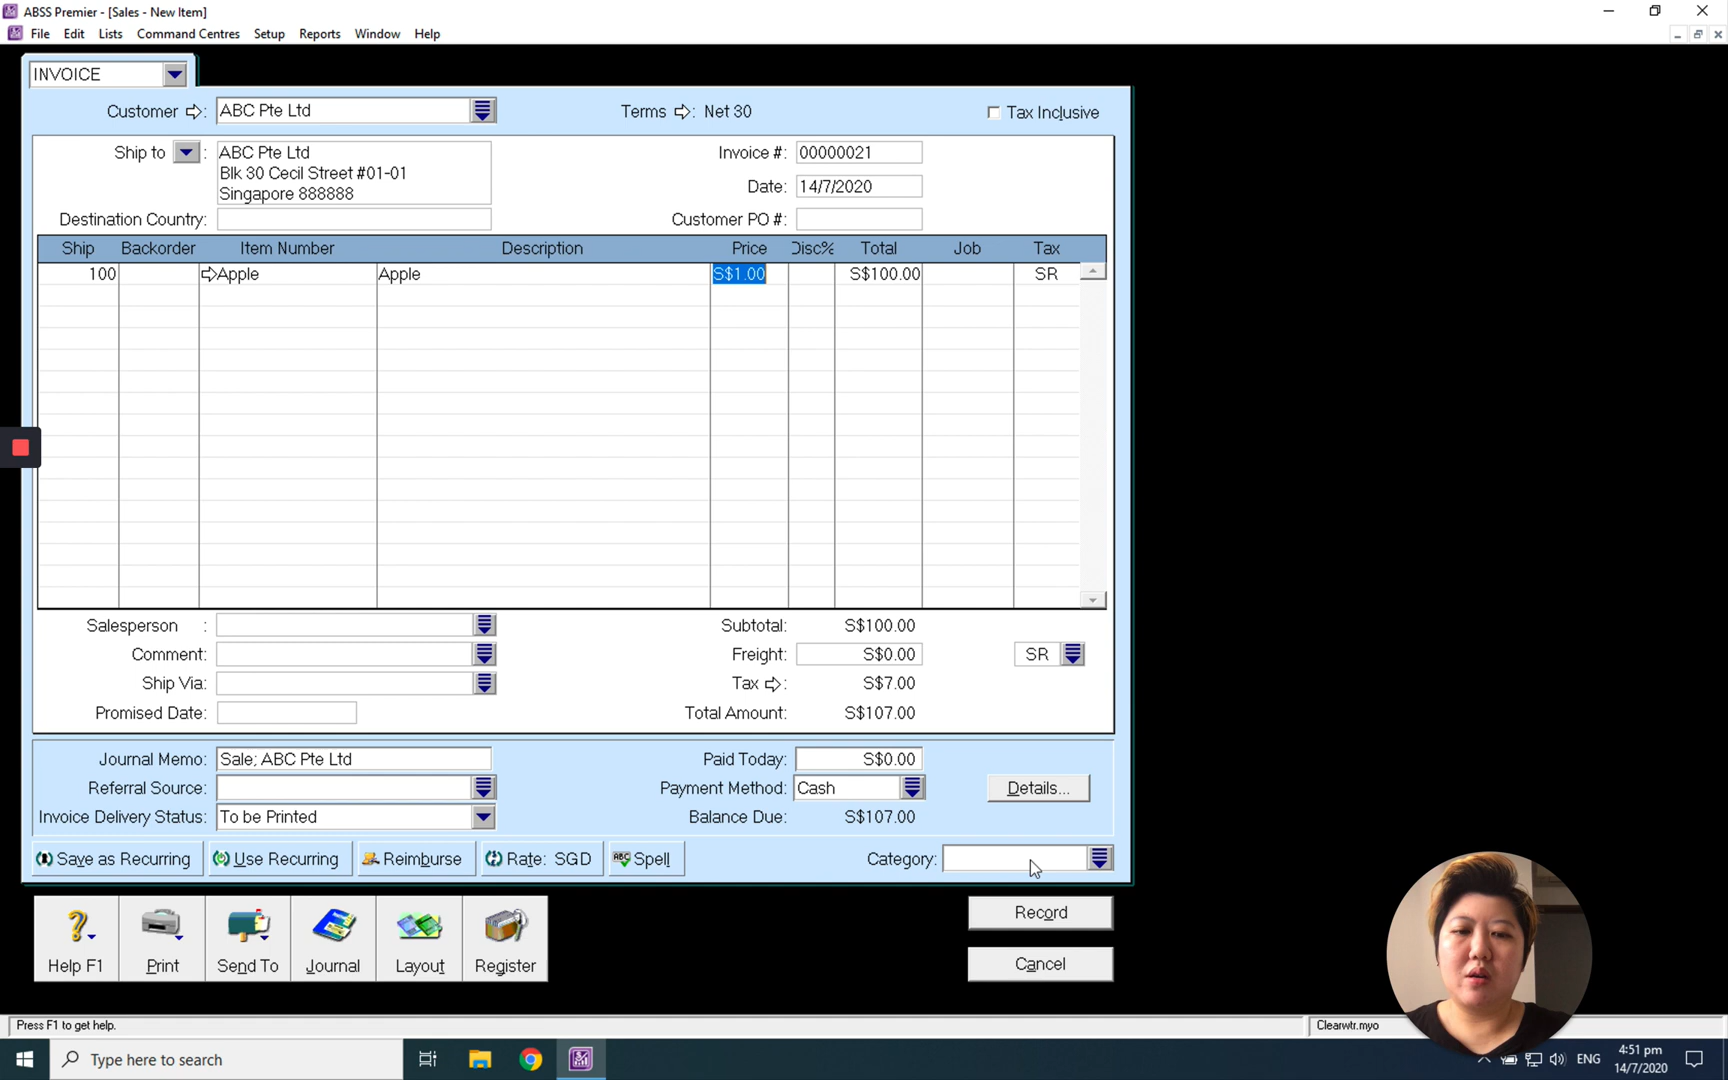 ABSS Premier - [Sales - New Item]
File Edit Lists Command Centres Setup Reports Window Help
INVOICE
Customer : ABC Pte Ltd Terms : Net 30 Tax Inclusive
Ship to : ABC Pte Ltd Invoice #: 00000021
Blk 30 Cecil Street #01-01
Singapore 888888
Date: 14/7/2020
Destination Country: Customer PO #:
Ship Backorder Item Number Description Price Disc% Total Job Tax
100 Apple Apple S$1.00 S$100.00 SR
Salesperson : Subtotal: S$100.00
Comment: Freight: S$0.00 SR
Ship Via: Tax : S$7.00
Promised Date: Total Amount: S$107.00
Journal Memo: Sale; ABC Pte Ltd Paid Today: S$0.00
Referral Source: Payment Method: Cash Details...
Invoice Delivery Status: To be Printed Balance Due: S$107.00
Save as Recurring Use Recurring Reimburse Rate: SGD ABC Spell Category:
Help F1 Print Send To Journal Layout Register
Record
Cancel
Press F1 to get help. Clearwtr.myo
Type here to search ENG 4:51 pm
14/7/2020